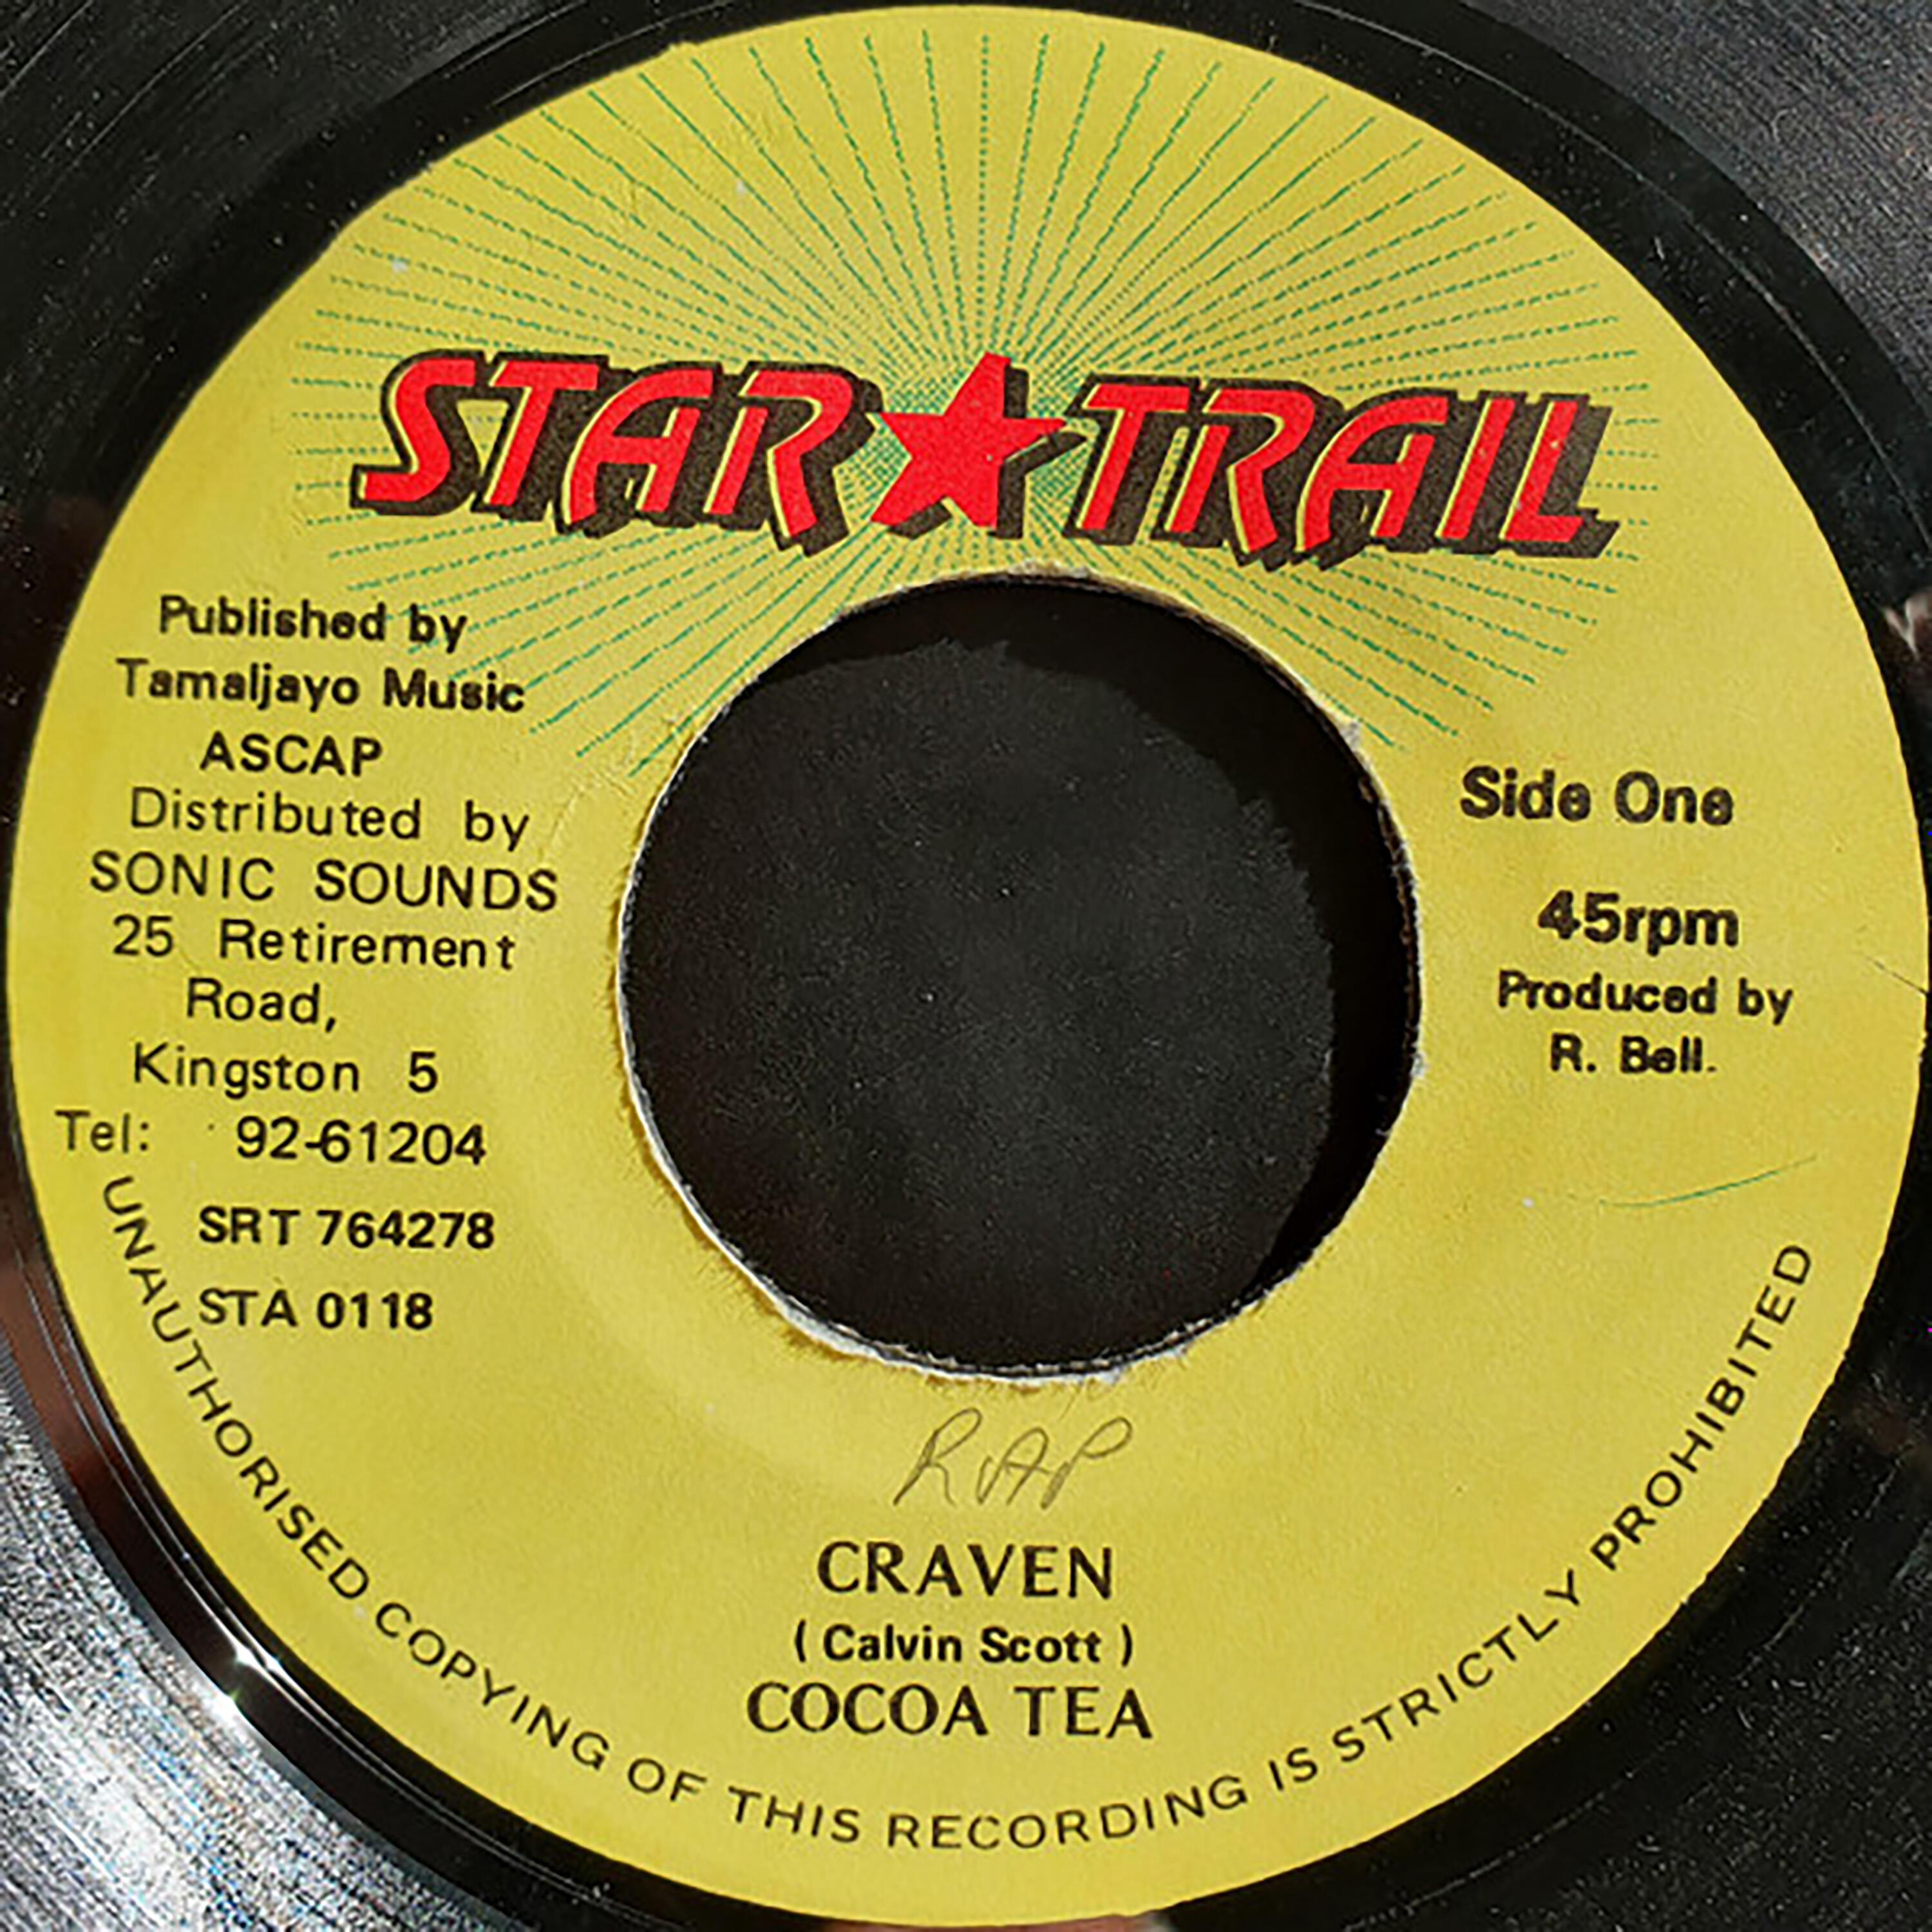 STAR★TRAIL
Published by
Tamaljayo Music
ASCAP
Distributed by
SONIC SOUNDS
25 Retirement
Road,
Kingston 5
Tel: 92-61204
SRT 764278
STA 0118
Side One
45rpm
Produced by
R. Bell.
RAP
CRAVEN
( Calvin Scott )
COCOA TEA
UNAUTHORISED COPYING OF THIS RECORDING IS STRICTLY PROHIBITED